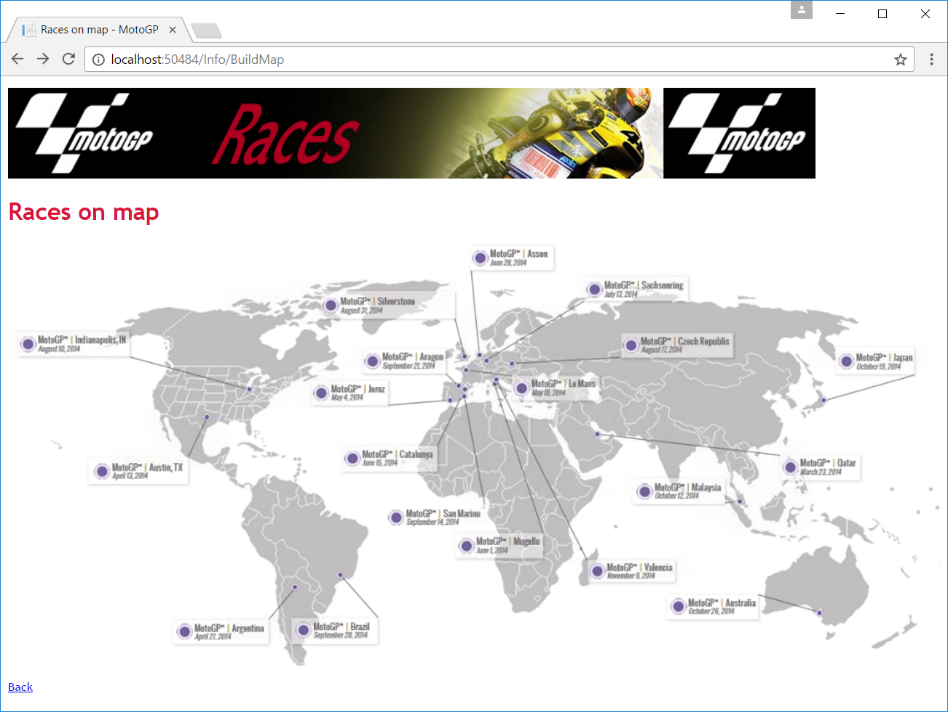 Races on map - MotoGP
localhost:50484/Info/BuildMap
motoGP
Races
motoGP
Races on map
MotoGP™ | Assen
June 28, 2014
MotoGP™ | Sachsenring
July 13, 2014
MotoGP™ | Silverstone
August 31, 2014
MotoGP™ | Indianapolis, IN
August 10, 2014
MotoGP™ | Czech Republic
August 17, 2014
MotoGP™ | Aragon
September 21, 2014
MotoGP™ | Japan
October 19, 2014
MotoGP™ | Le Mans
May 18, 2014
MotoGP™ | Jerez
May 4, 2014
MotoGP™ | Catalunya
June 15, 2014
MotoGP™ | Austin, TX
April 13, 2014
MotoGP™ | Qatar
March 23, 2014
MotoGP™ | Malaysia
October 12, 2014
MotoGP™ | San Marino
September 14, 2014
MotoGP™ | Mugello
June 1, 2014
MotoGP™ | Valencia
November 9, 2014
MotoGP™ | Australia
October 26, 2014
MotoGP™ | Argentina
April 27, 2014
MotoGP™ | Brazil
September 28, 2014
Back